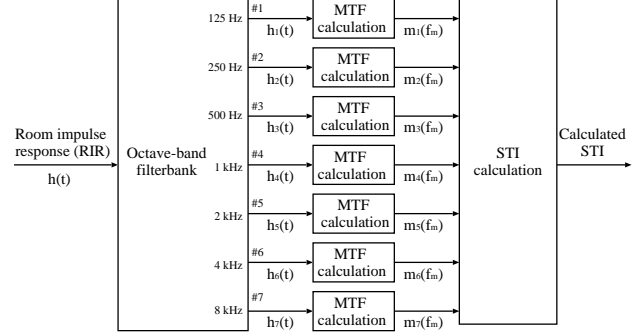 Room impulse
response (RIR)
h(t)
Octave-band
filterbank
125 Hz
#1
h₁(t)
MTF
calculation
m₁(fₘ)
250 Hz
#2
h₂(t)
MTF
calculation
m₂(fₘ)
500 Hz
#3
h₃(t)
MTF
calculation
m₃(fₘ)
1 kHz
#4
h₄(t)
MTF
calculation
m₄(fₘ)
2 kHz
#5
h₅(t)
MTF
calculation
m₅(fₘ)
4 kHz
#6
h₆(t)
MTF
calculation
m₆(fₘ)
8 kHz
#7
h₇(t)
MTF
calculation
m₇(fₘ)
STI
calculation
Calculated
STI